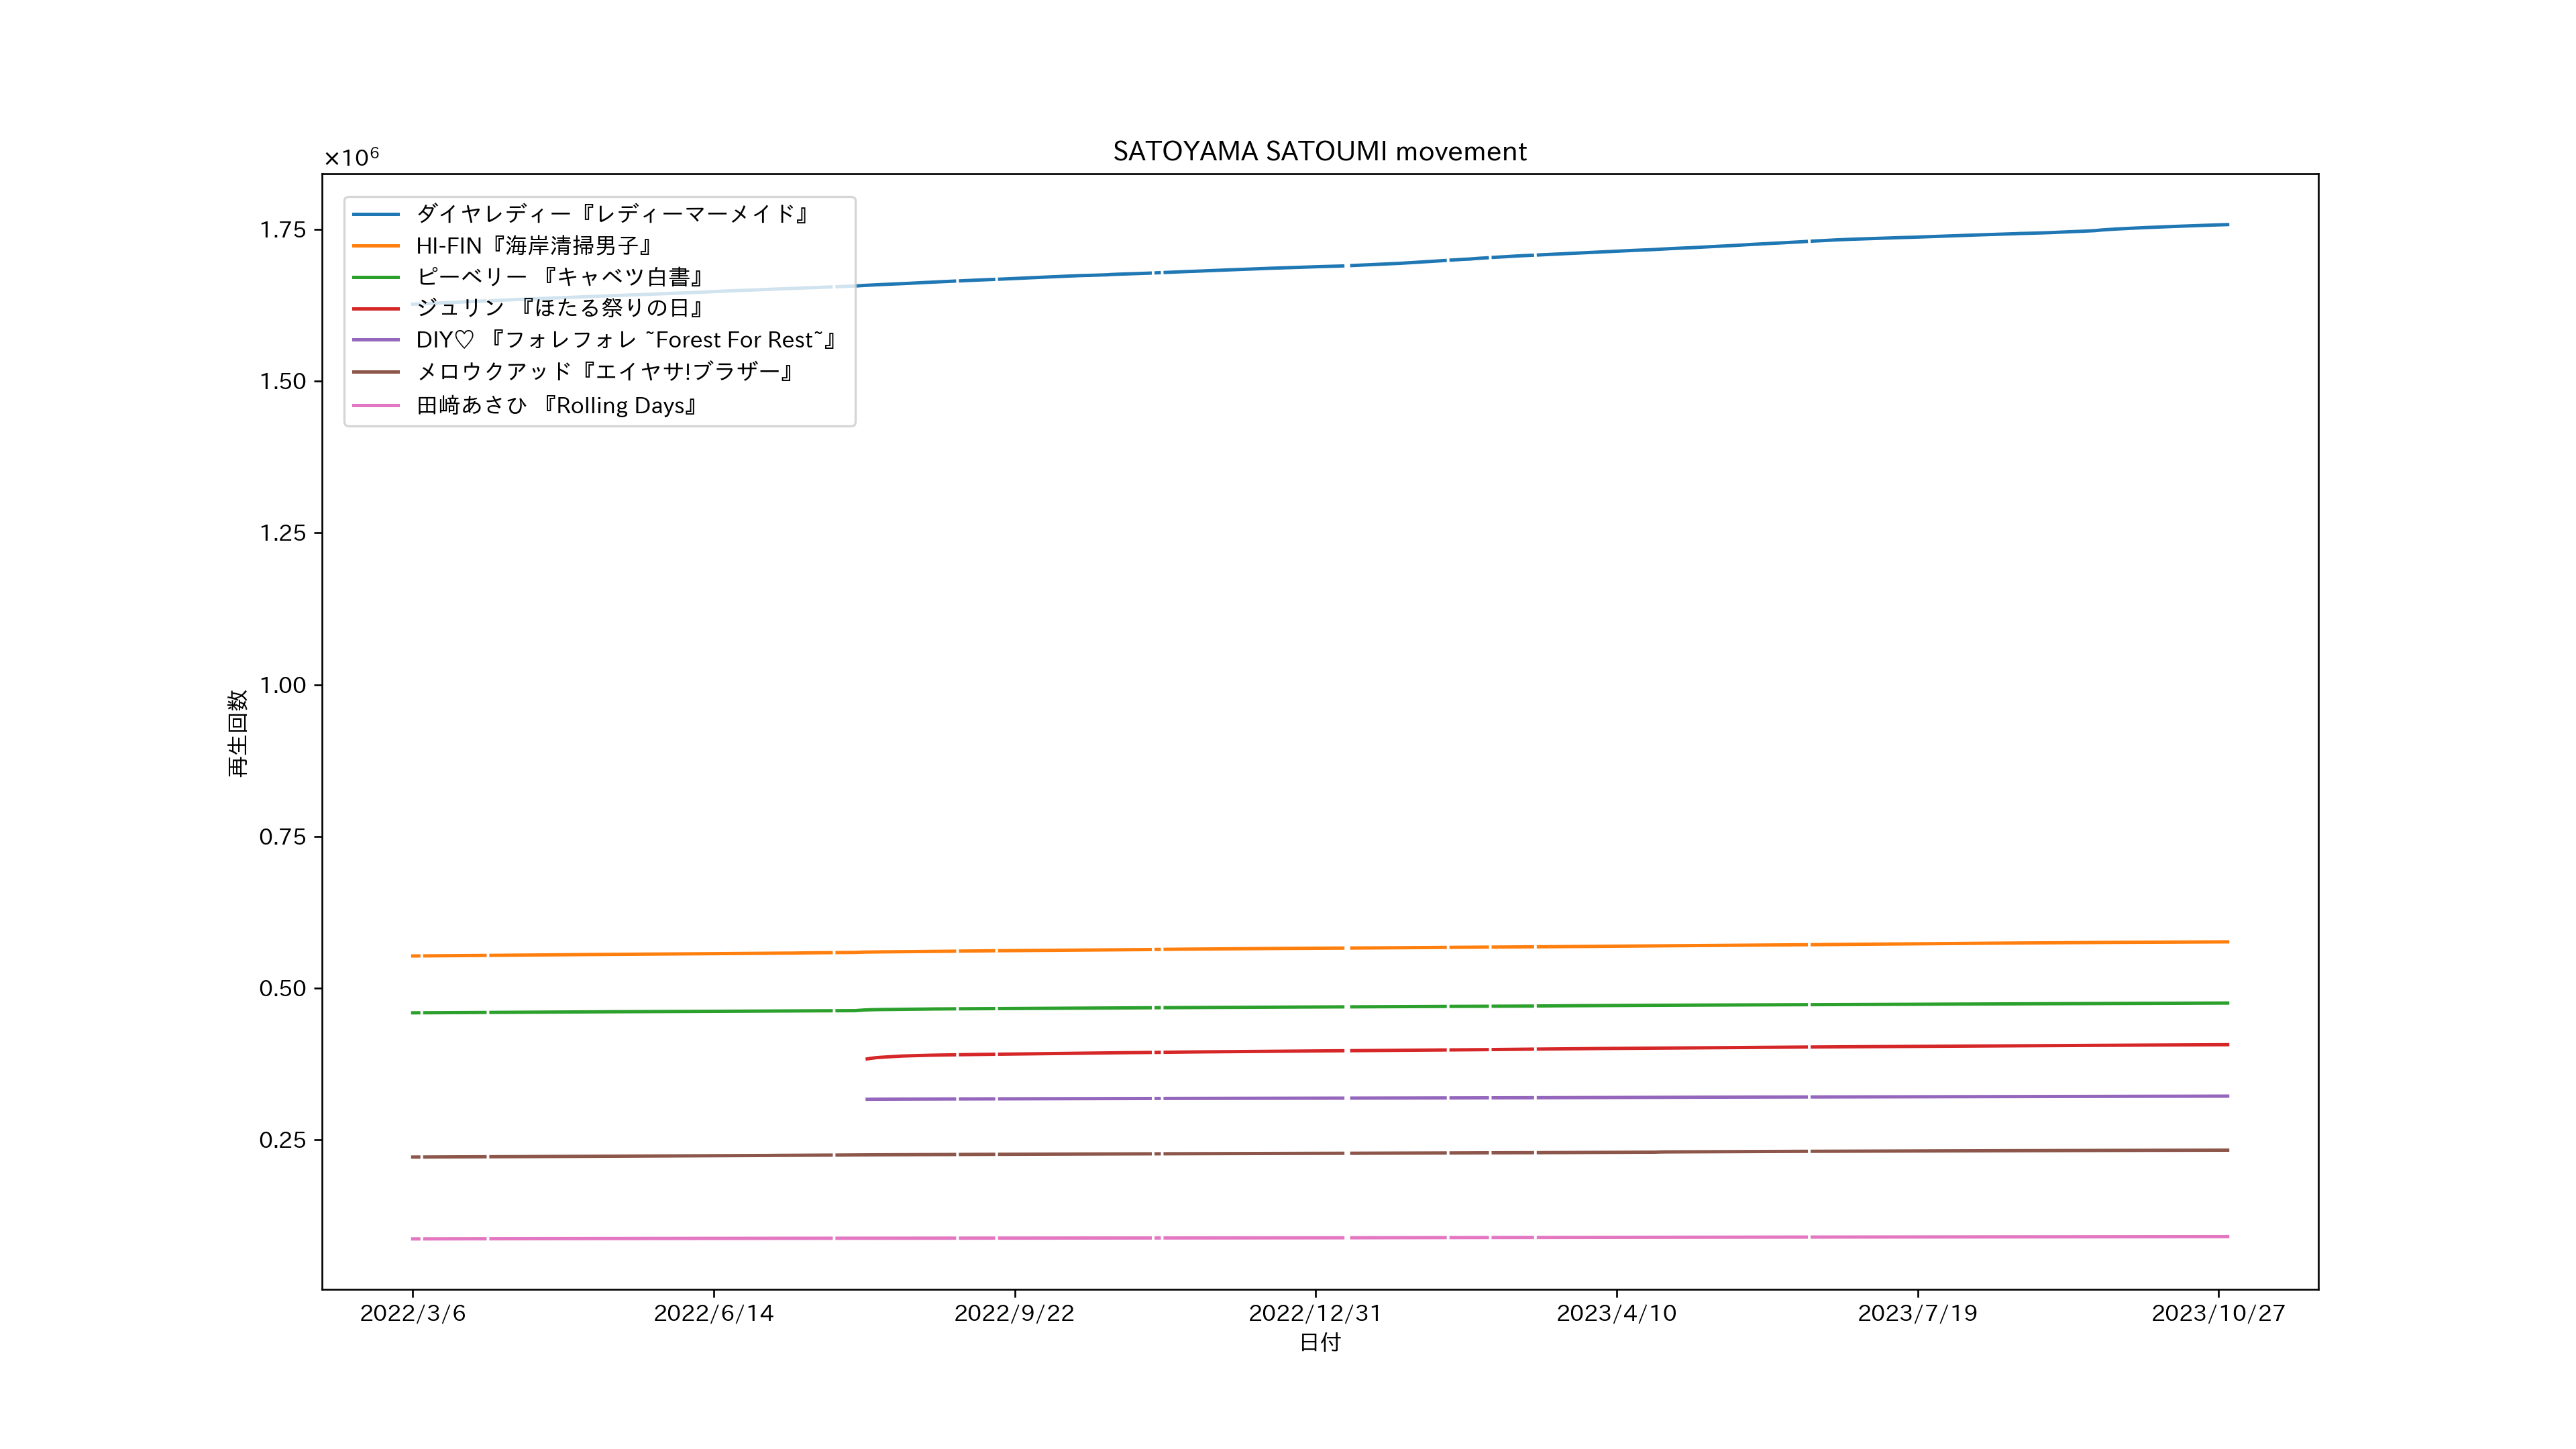 SATOYAMA SATOUMI movement
×10⁶
ダイヤレディー『レディーマーメイド』
HI-FIN『海岸清掃男子』
ピーベリー 『キャベツ白書』
ジュリン 『ほたる祭りの日』
DIY♡ 『フォレフォレ ~Forest For Rest~』
メロウクアッド『エイヤサ!ブラザー』
田﨑あさひ 『Rolling Days』
1.75
1.50
1.25
1.00
0.75
0.50
0.25
再生回数
2022/3/6 2022/6/14 2022/9/22 2022/12/31 2023/4/10 2023/7/19 2023/10/27
日付